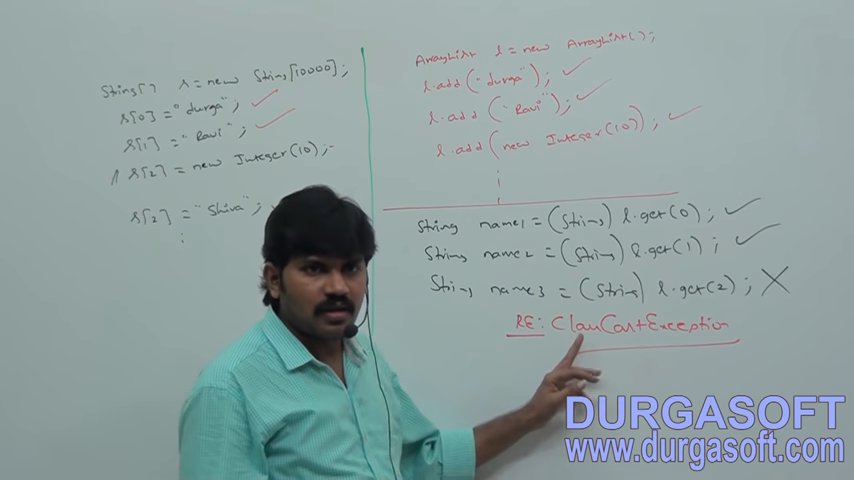 String[] s = new String[10000];
s[0] = "durga";
s[1] = "Ravi";
s[2] = new Integer(10);
s[2] = "Shiva";
ArrayList l = new ArrayList();
l.add("durga");
l.add("Ravi");
l.add(new Integer(10));
String name1 = (String) l.get(0);
String name2 = (String) l.get(1);
String name3 = (String) l.get(2);
RE: ClassCastException
DURGASOFT
www.durgasoft.com